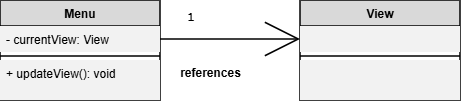 Menu
- currentView: View
+ updateView(): void
1
references
View